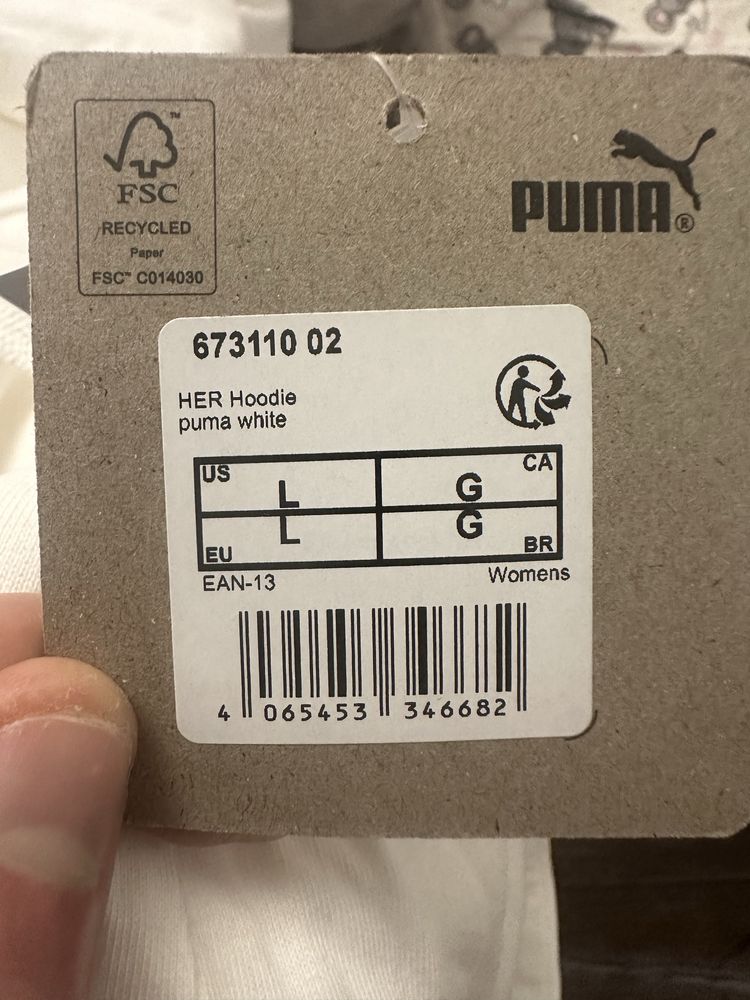 FSC™
RECYCLED
Paper
FSC™ C014030
PUMA®
673110 02
HER Hoodie
puma white
US L G CA
EU L G BR
EAN-13 Womens
4 065453 346682